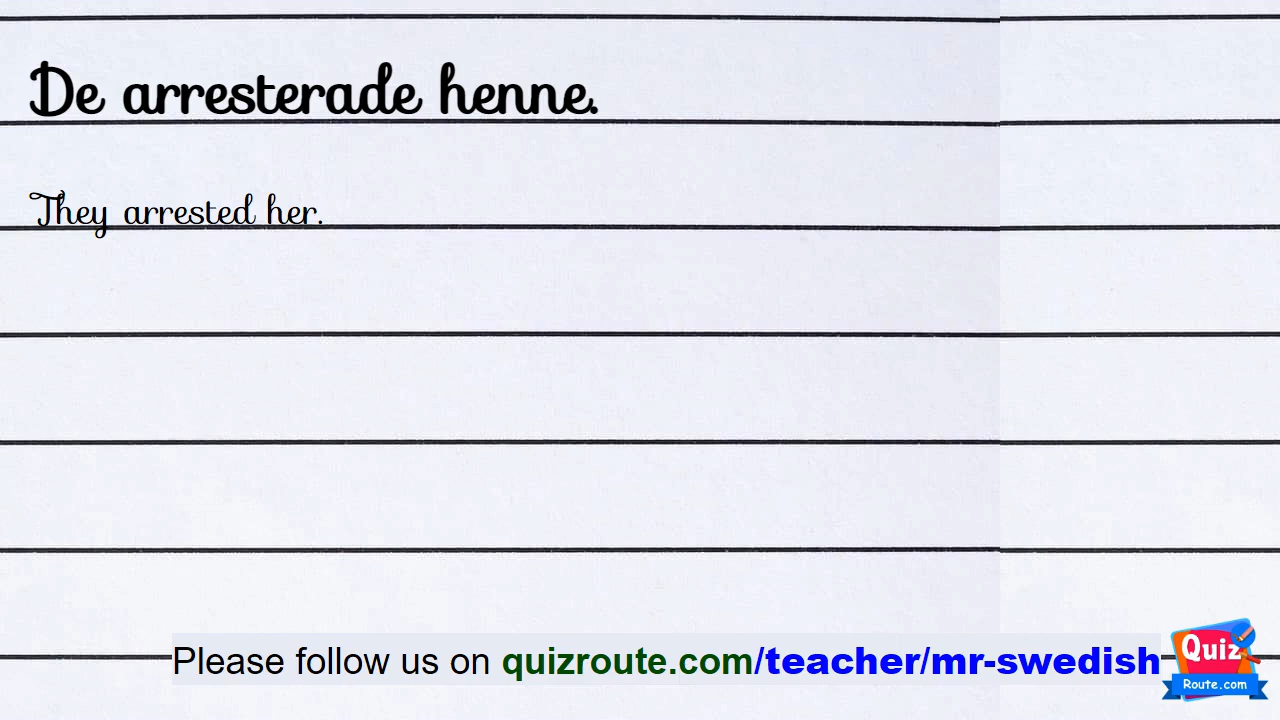 De arresterade henne.
They arrested her.
Please follow us on quizroute.com/teacher/mr-swedish
Quiz
Route.com